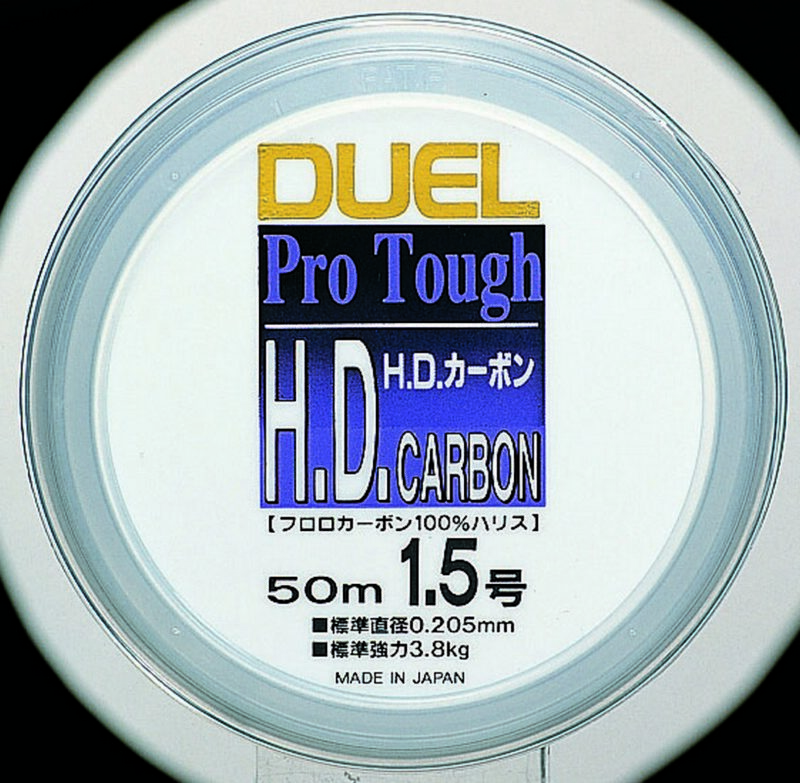 DUEL
Pro Tough
H.D.カーボン
H.D. CARBON
【フロロカーボン100%ハリス】
50m 1.5号
■標準直径0.205mm
■標準強力3.8kg
MADE IN JAPAN